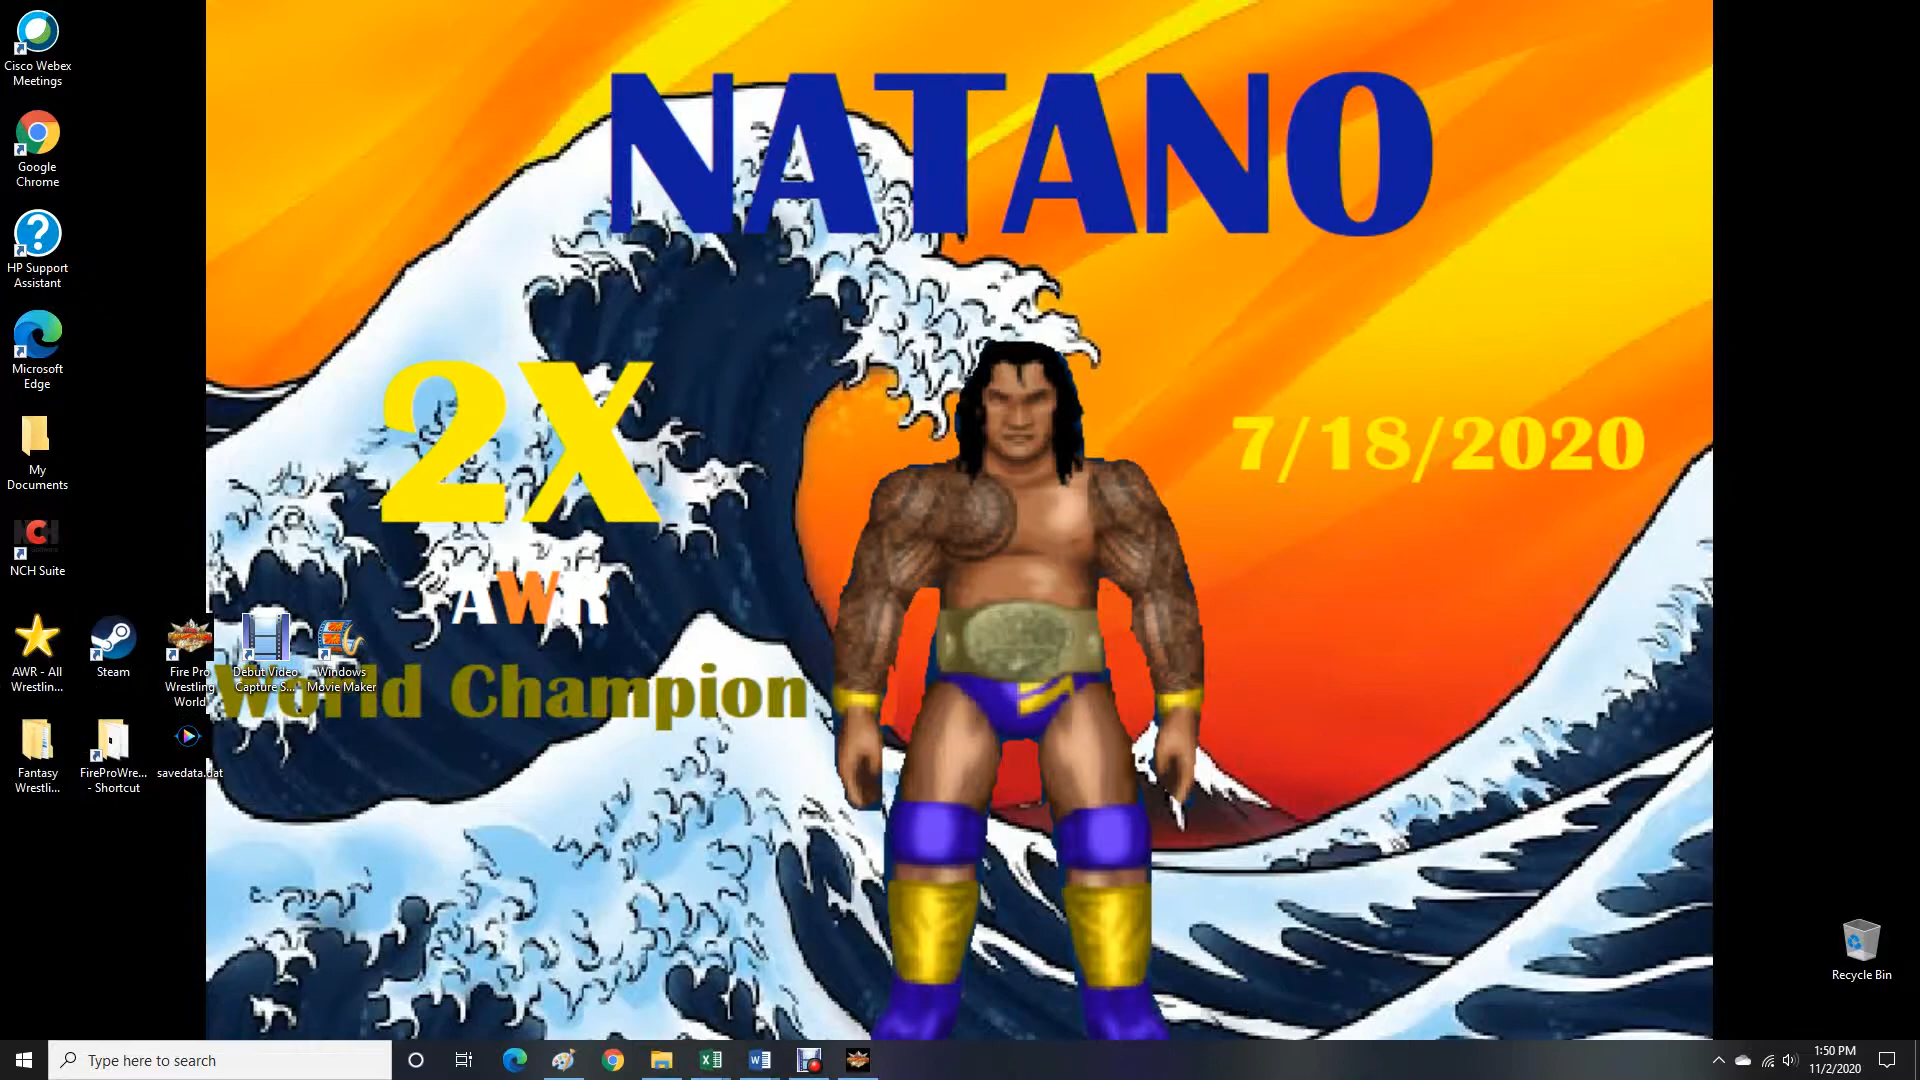 Cisco Webex
Meetings
Google
Chrome
HP Support
Assistant
Microsoft
Edge
My
Documents
NCH
NCH Suite
AWR - All
Wrestlin...
Steam
Fire Pro
Wrestling
World
Debut Video
Capture S...
Windows
Movie Maker
Fantasy
Wrestli...
FireProWre...
- Shortcut
savedata.dat
NATANO
2X
AWR
World Champion
7/18/2020
Recycle Bin
Type here to search
1:50 PM
11/2/2020